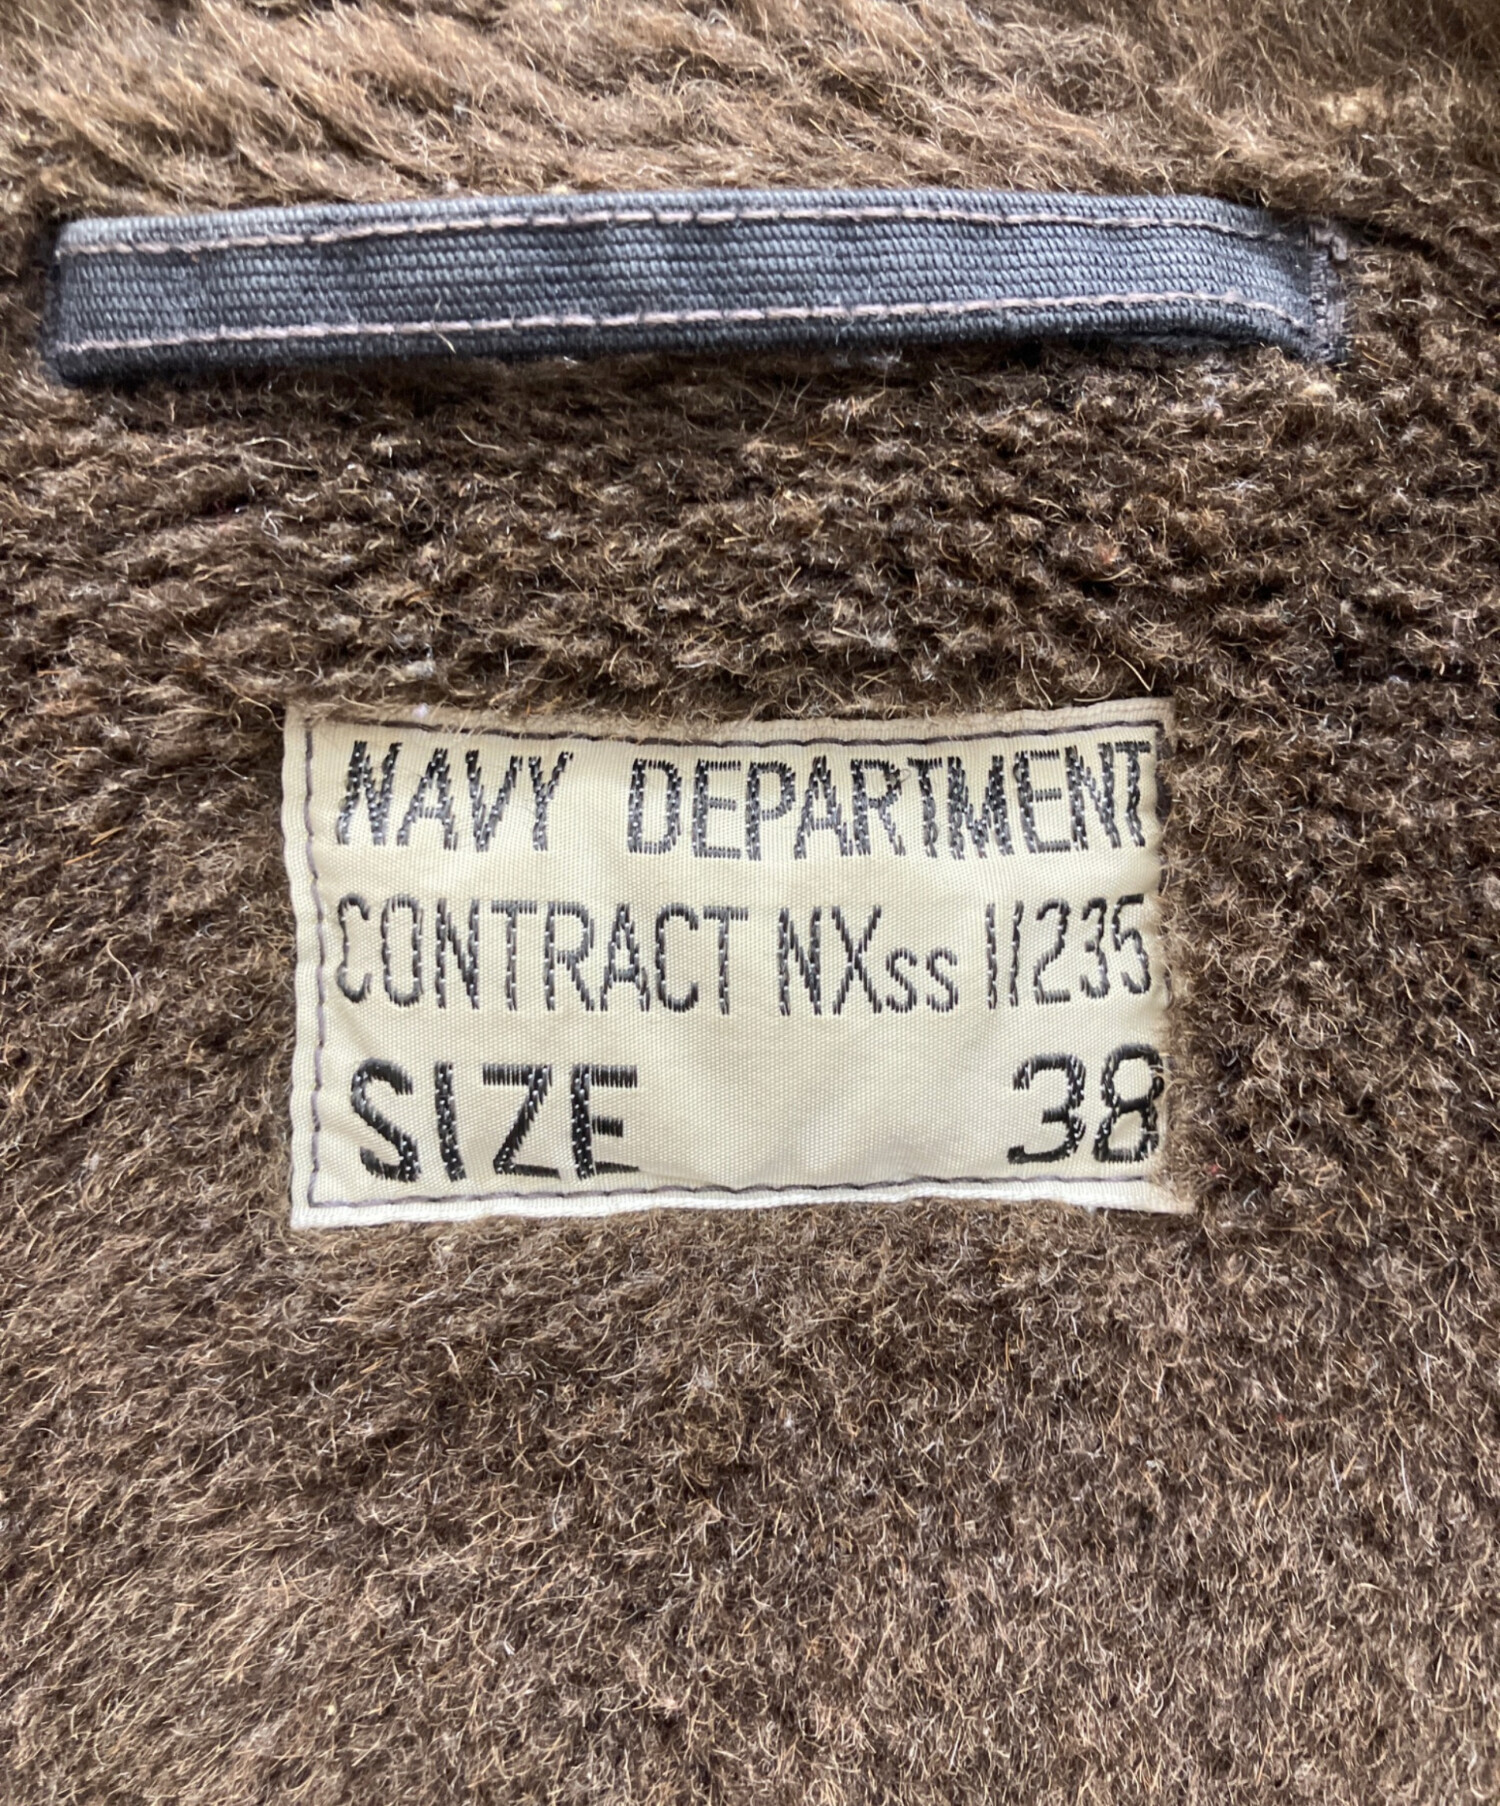 NAVY DEPARTMENT
CONTRACT NXss 11235
SIZE 38